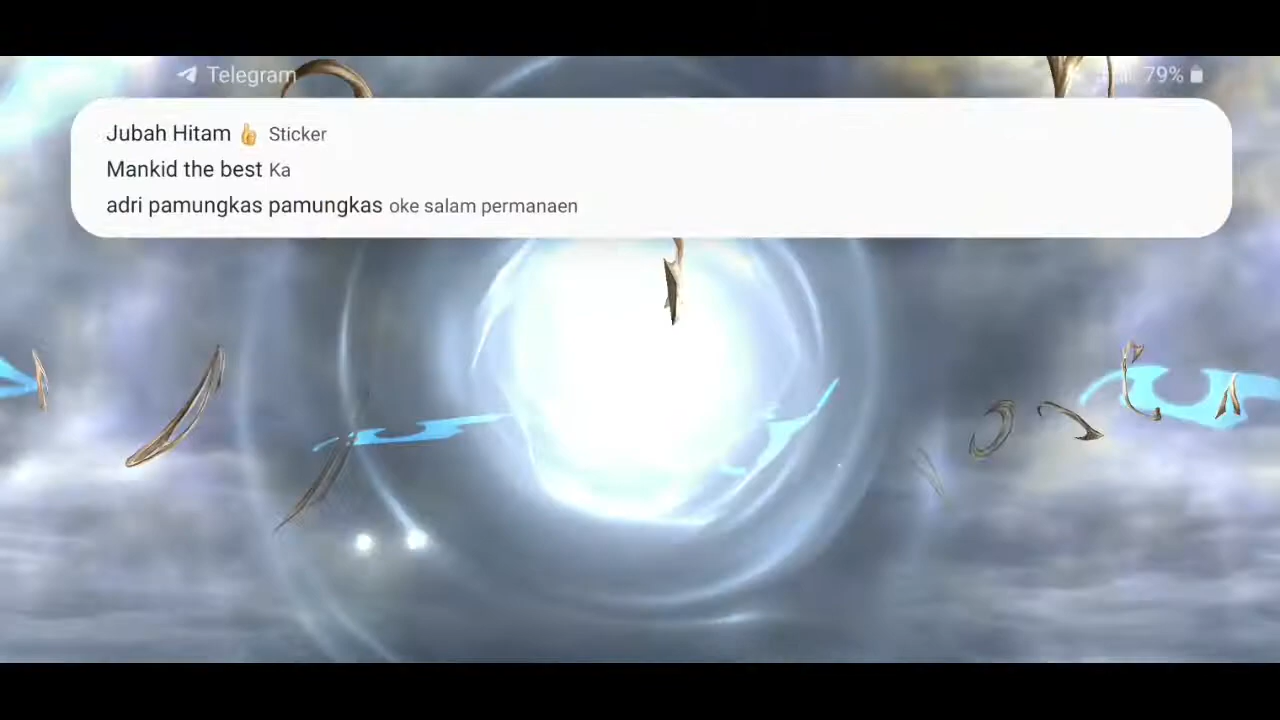 Telegram 79%
Jubah Hitam 👍 Sticker
Mankid the best Ka
adri pamungkas pamungkas oke salam permanaen